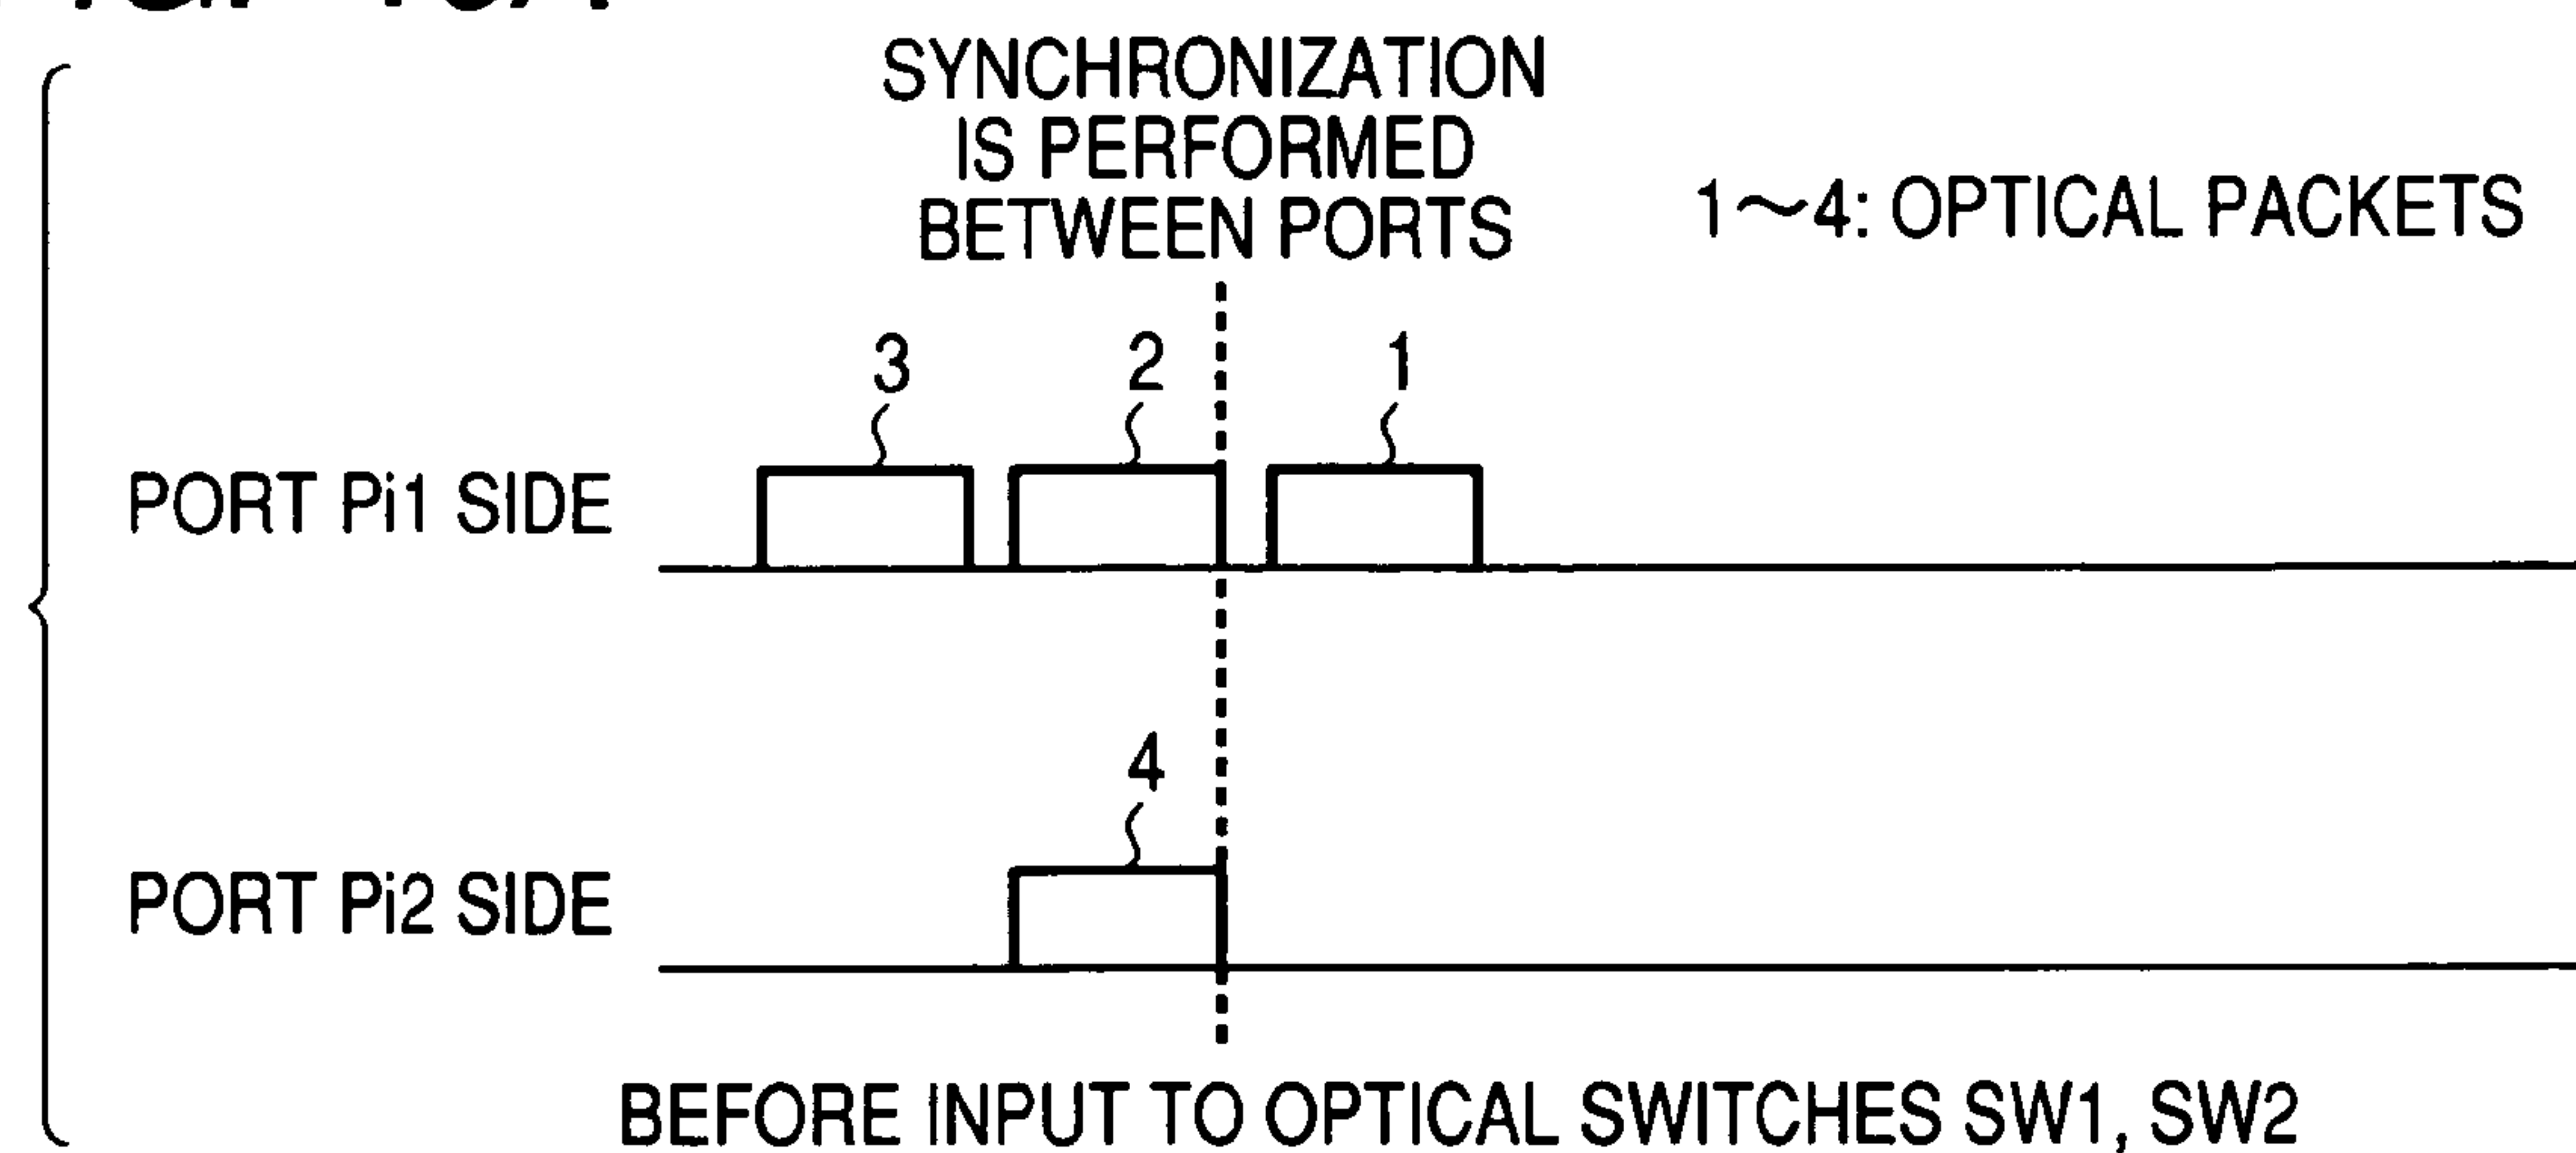 SYNCHRONIZATION
IS PERFORMED
BETWEEN PORTS
1~4: OPTICAL PACKETS
3
2
1
PORT Pi1 SIDE
4
PORT Pi2 SIDE
BEFORE INPUT TO OPTICAL SWITCHES SW1, SW2